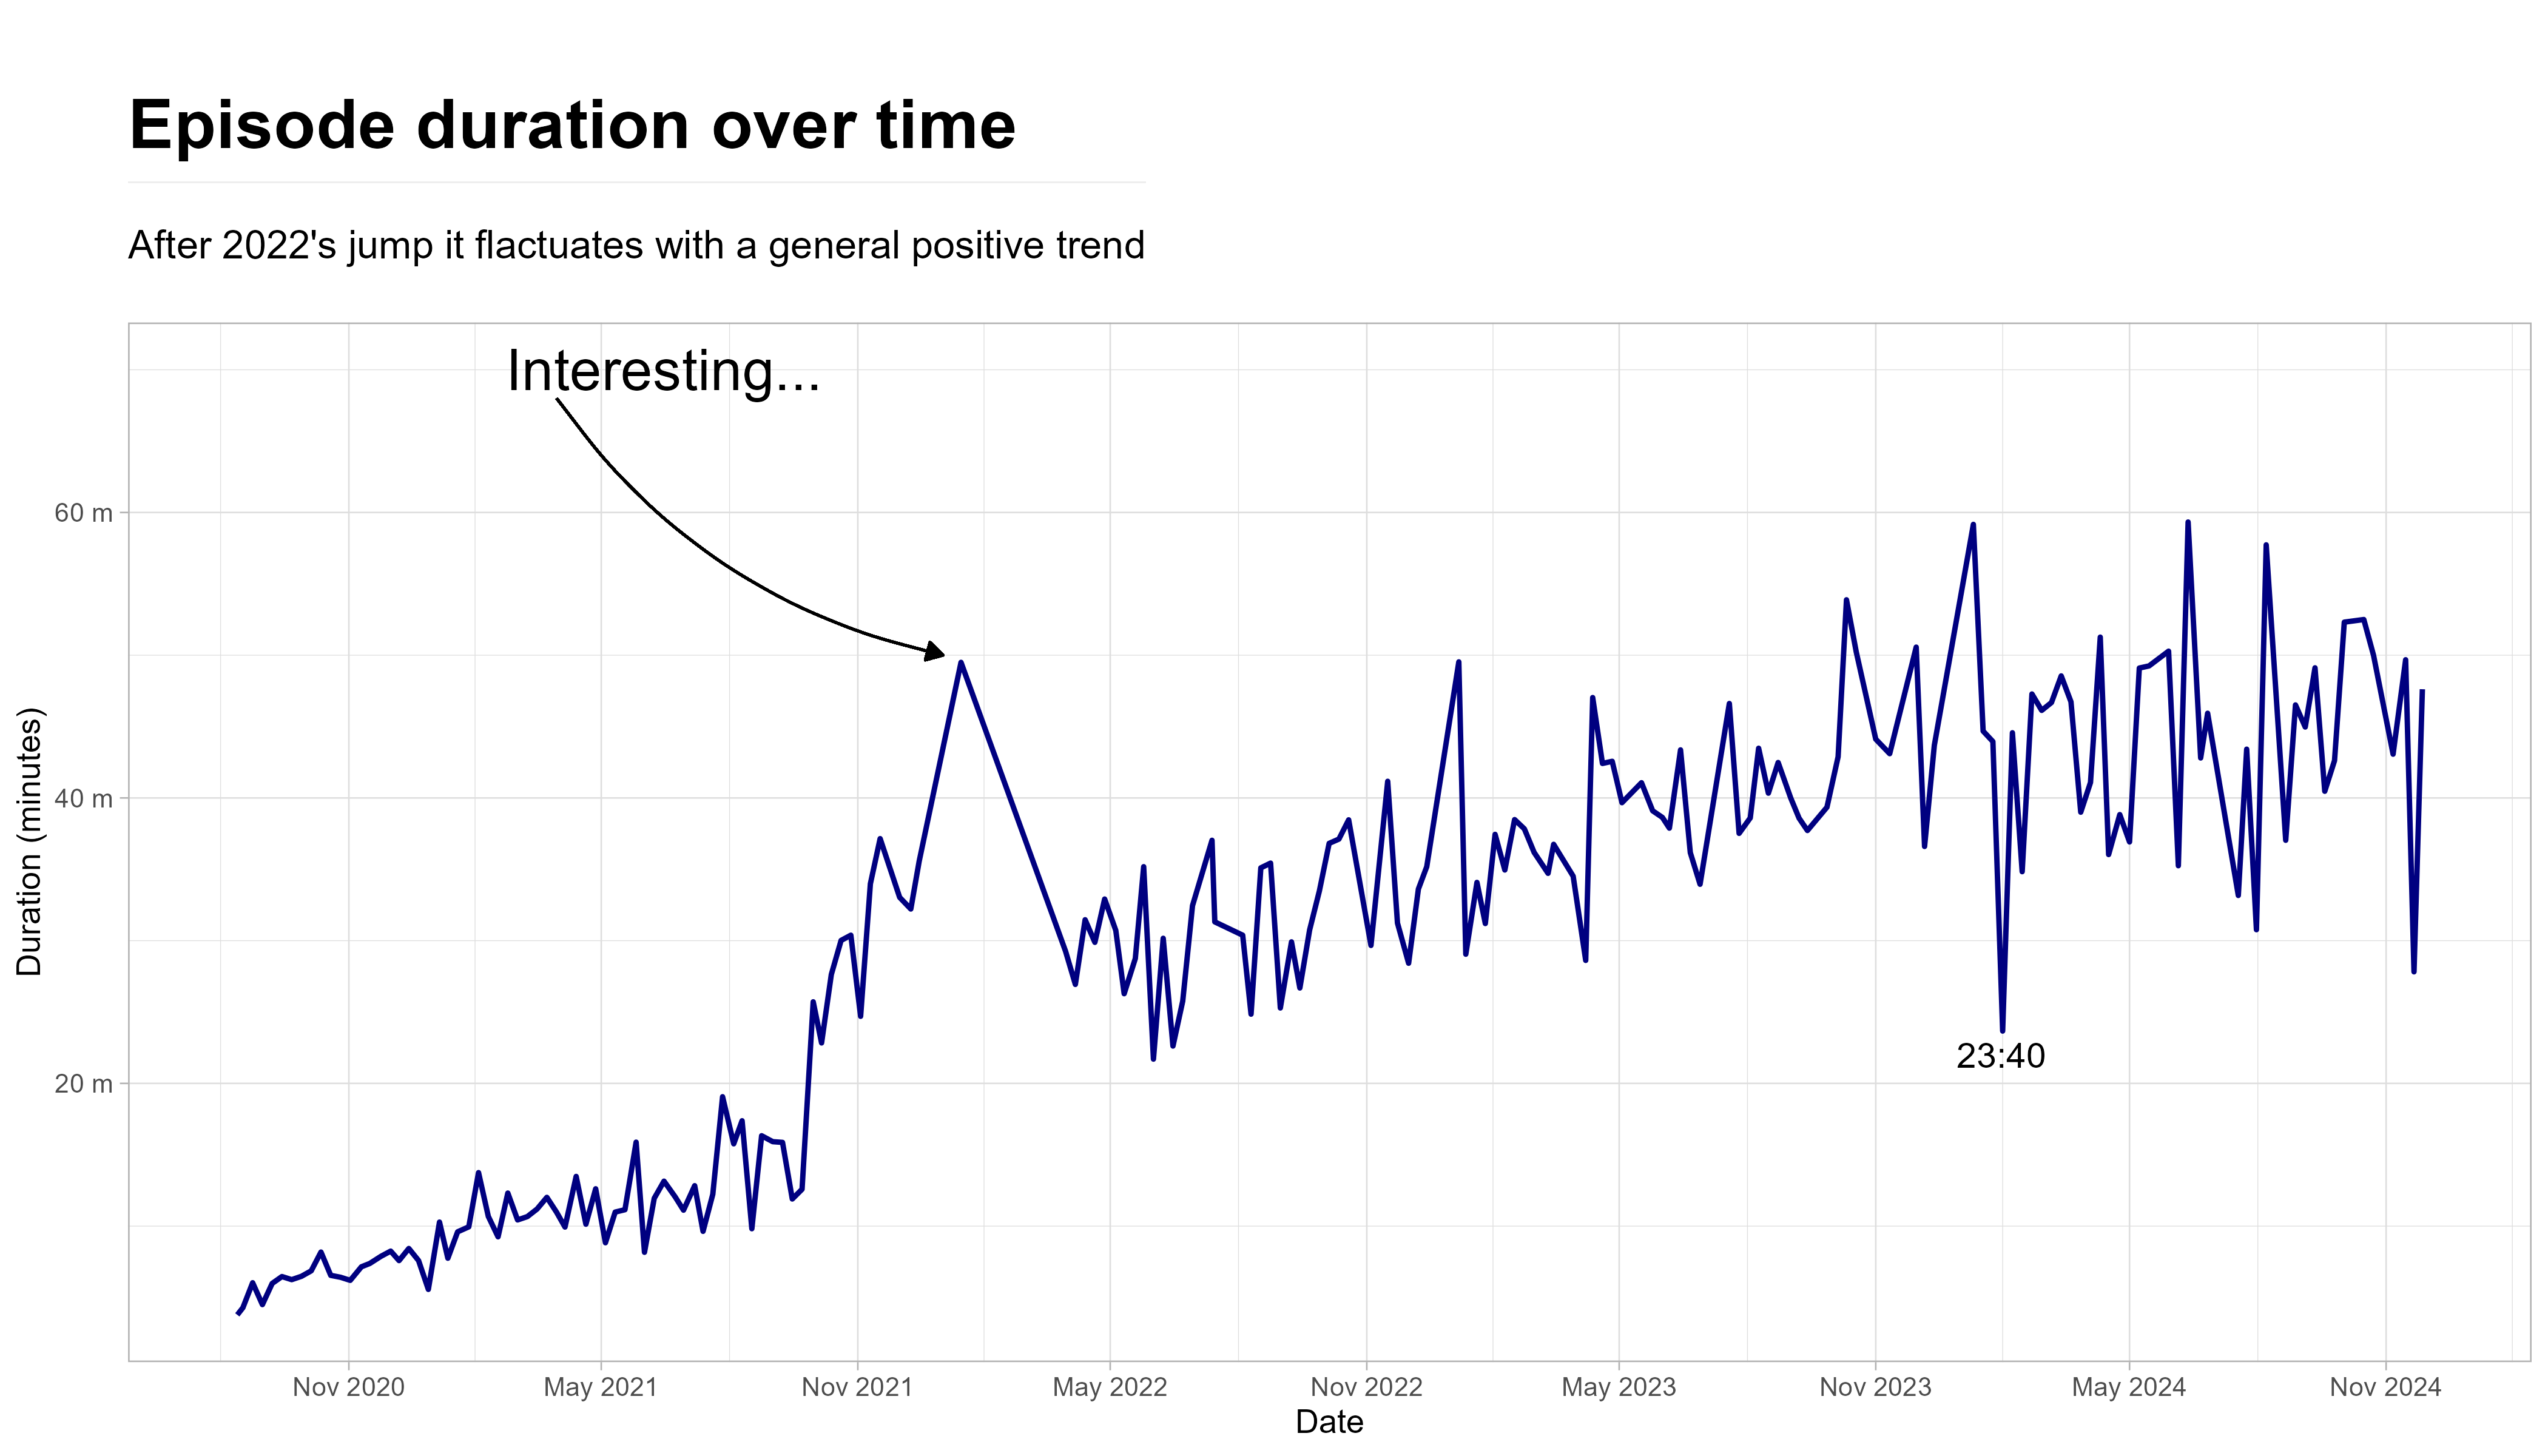 Episode duration over time
After 2022's jump it flactuates with a general positive trend
Interesting...
60 m
40 m
20 m
Duration (minutes)
23:40
Nov 2020
May 2021
Nov 2021
May 2022
Nov 2022
May 2023
Nov 2023
May 2024
Nov 2024
Date